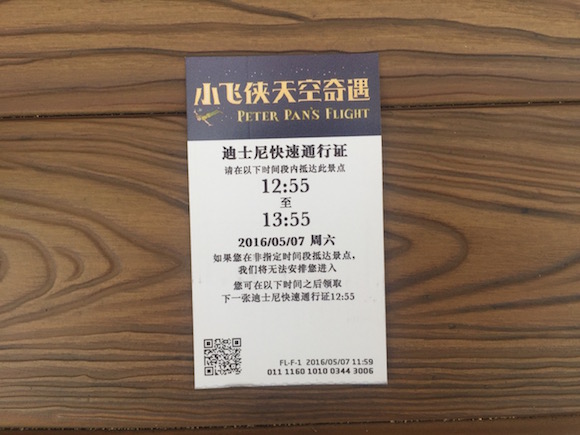 小飞侠天空奇遇
PETER PAN'S FLIGHT
迪士尼快速通行证
请在以下时间段内抵达此景点
12:55
至
13:55
2016/05/07 周六
如果您在非指定时间段抵达景点,
我们将无法安排您进入
您可在以下时间之后领取
下一张迪士尼快速通行证12:55
FL-F-1 2016/05/07 11:59
011 1160 1010 0344 3006